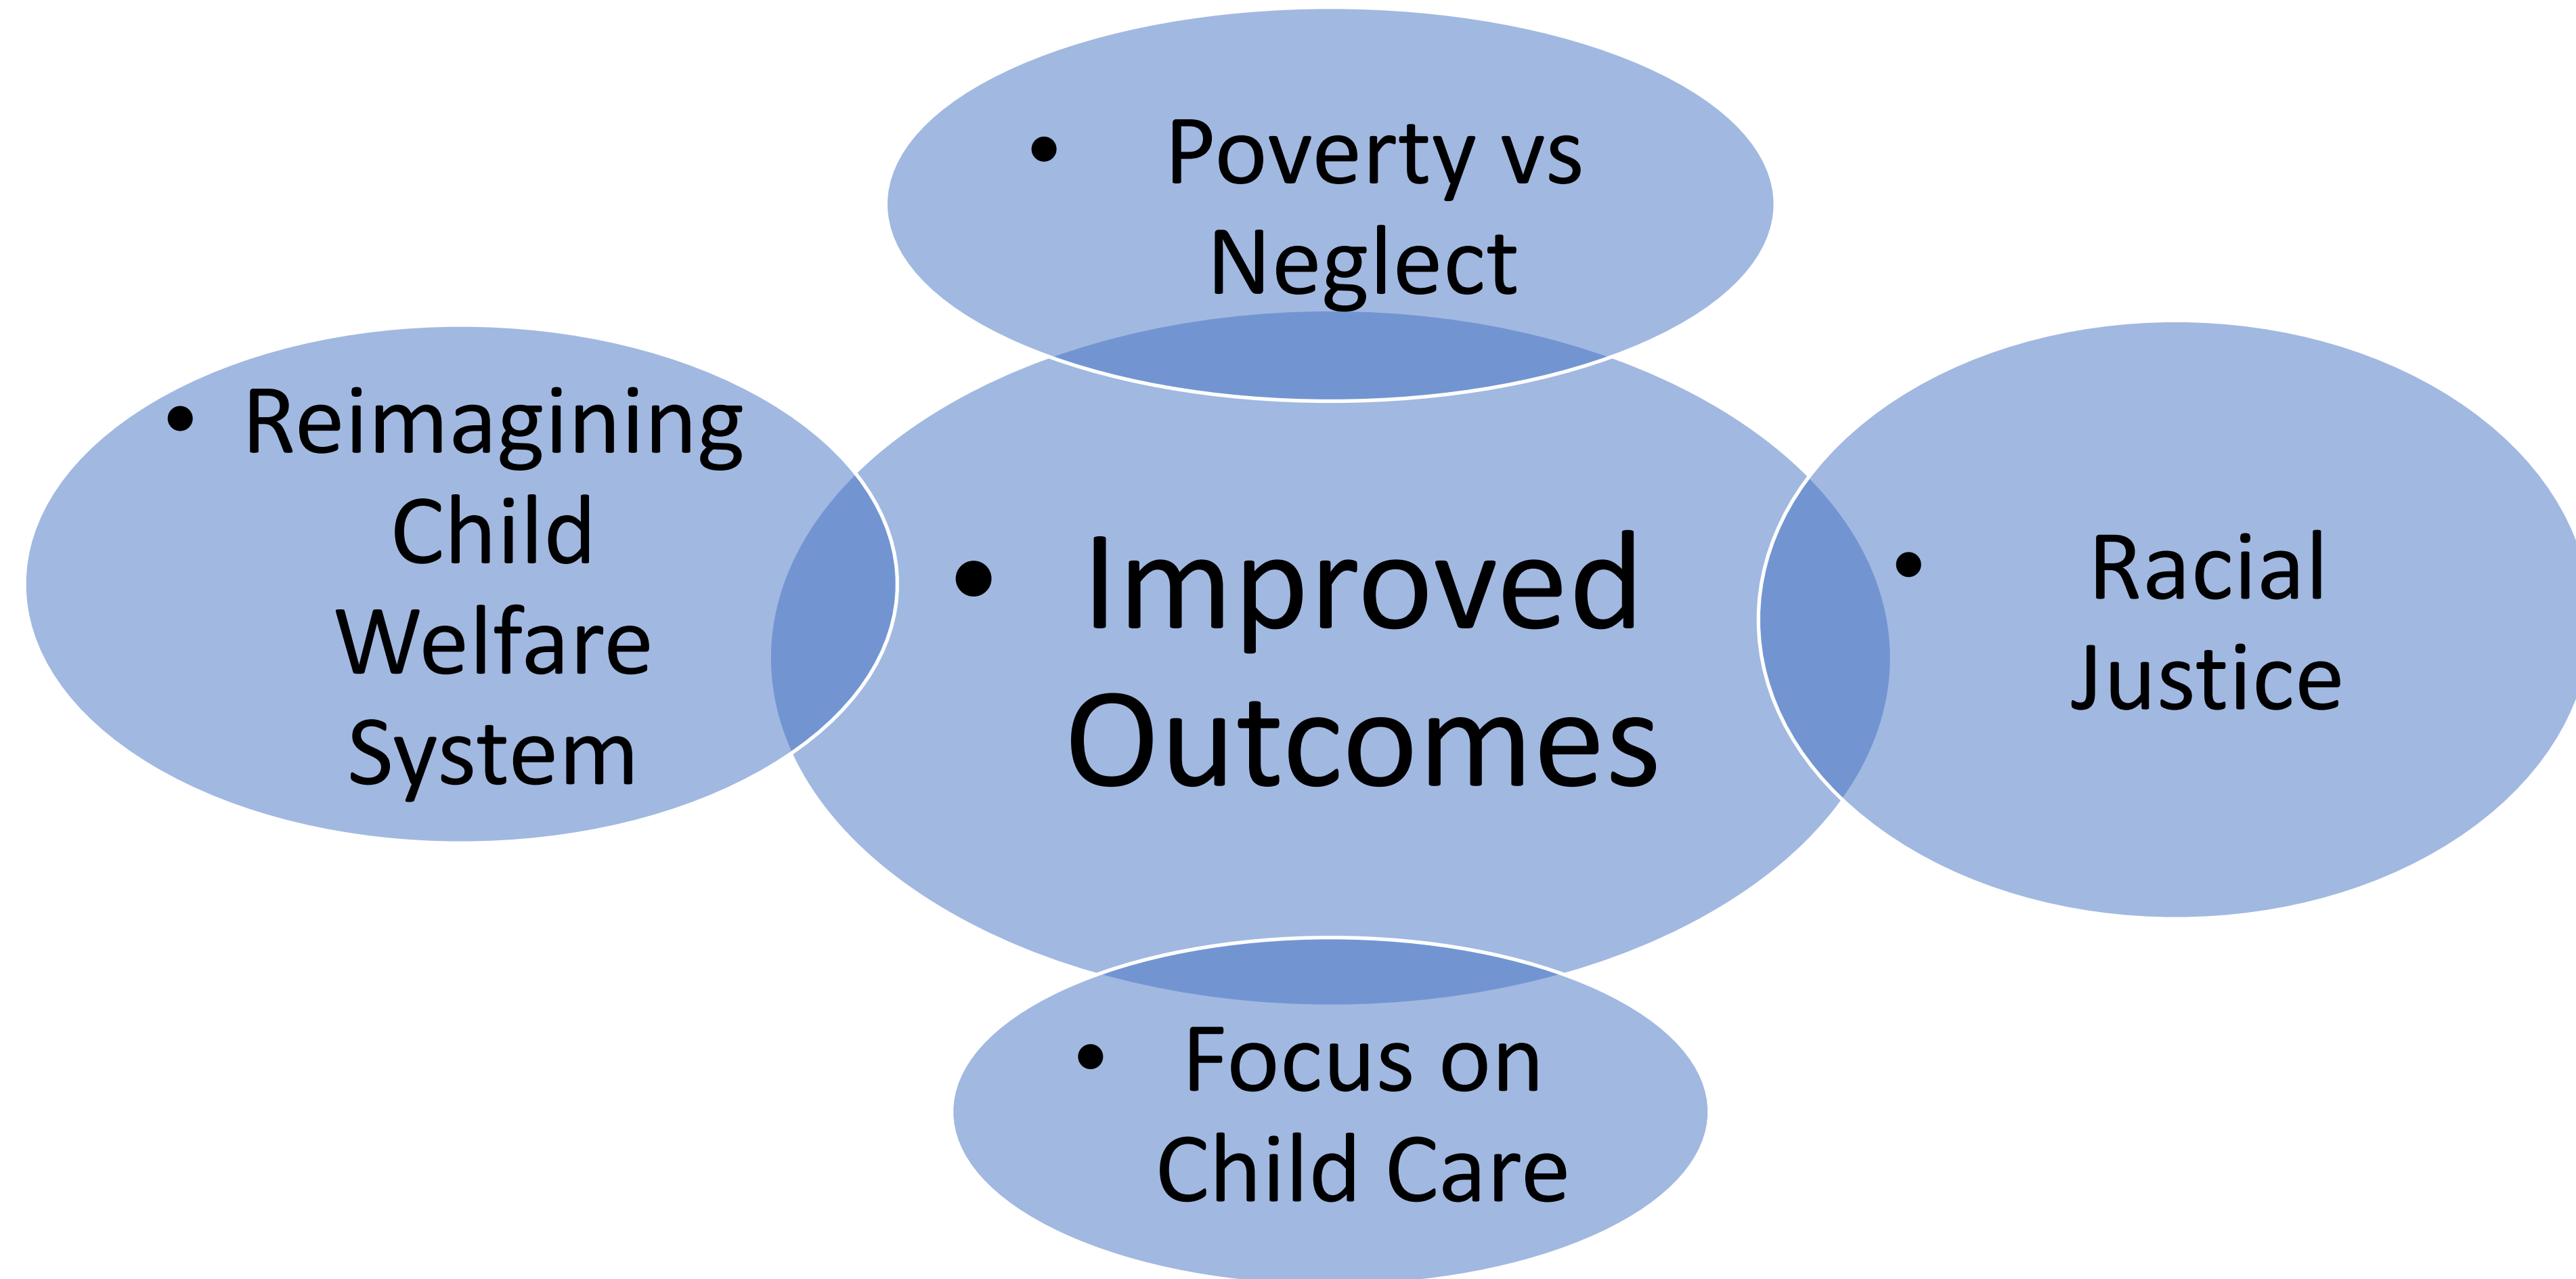 • Poverty vs
Neglect
• Reimagining
Child
Welfare
System
• Improved
Outcomes
• Racial
Justice
• Focus on
Child Care